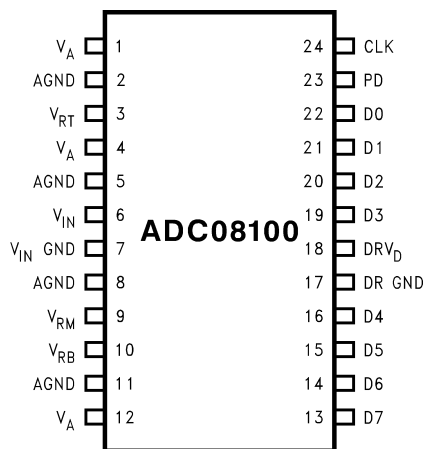 V_A 1 24 CLK
AGND 2 23 PD
V_RT 3 22 D0
V_A 4 21 D1
AGND 5 20 D2
V_IN 6 19 D3
ADC08100
V_IN GND 7 18 DRV_D
AGND 8 17 DR GND
V_RM 9 16 D4
V_RB 10 15 D5
AGND 11 14 D6
V_A 12 13 D7